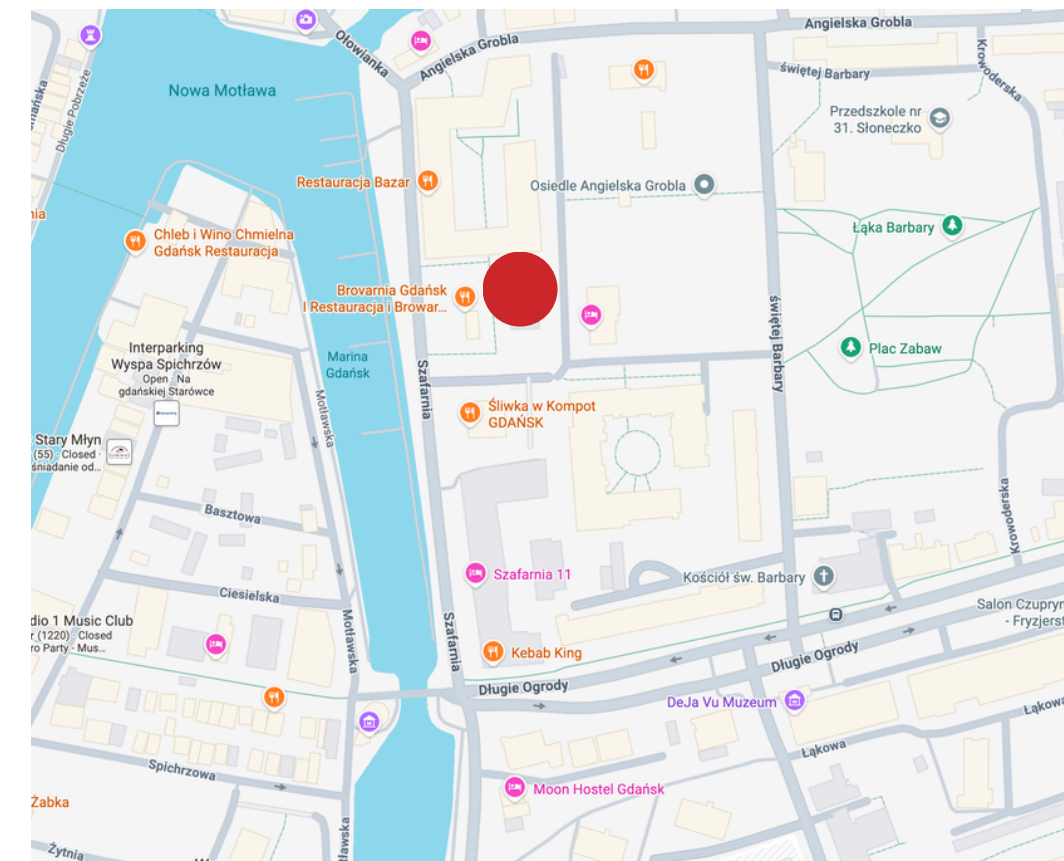 Angielska Grobla
Ołowianka
Angielska Grobla
Krowoderska
świętej Barbary
Nowa Motława
Długie Pobrzeże
Przedszkole nr
31. Słoneczko
Restauracja Bazar
Osiedle Angielska Grobla
Łąka Barbary
Chleb i Wino Chmielna
Gdańsk Restauracja
Brovarnia Gdańsk
| Restauracja i Browar...
świętej Barbary
Interparking
Wyspa Spichrzów
Open · Na
gdańskiej Starówce
Marina
Gdańsk
Plac Zabaw
Szafarnia
Motławska
Śliwka w Kompot
GDAŃSK
Stary Młyn
(55) · Closed ·
śniadanie od...
Basztowa
Krowoderska
Szafarnia 11
Kościół św. Barbary
Ciesielska
Salon Czupryn
- Fryzjerst
dio 1 Music Club
(1220) · Closed
ro Party - Mus...
Motławska
Szafarnia
Kebab King
Długie Ogrody
Długie Ogrody
DeJa Vu Muzeum
Łąkowa
Łąkowa
Spichrzowa
Moon Hostel Gdańsk
Żabka
Żytnia